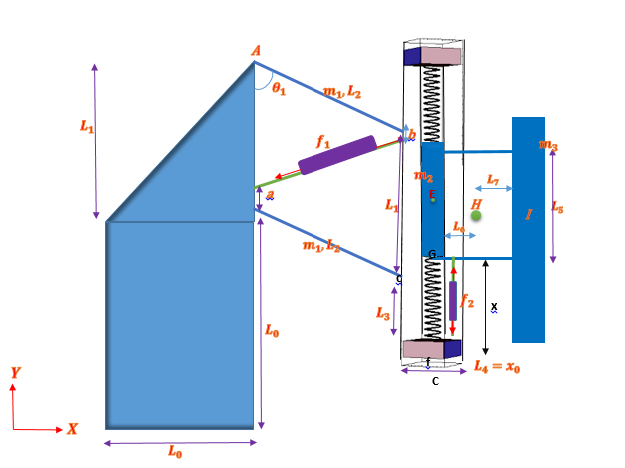 A
θ₁
m₁, L₂
L₁
f₁
b
m₃
m₂
L₇
a
F
H
L₁
L₅
L₆
I
m₁, L₂
G
C
f₂
L₃
x
L₀
f
L₄ = x₀
C
Y
X
L₀